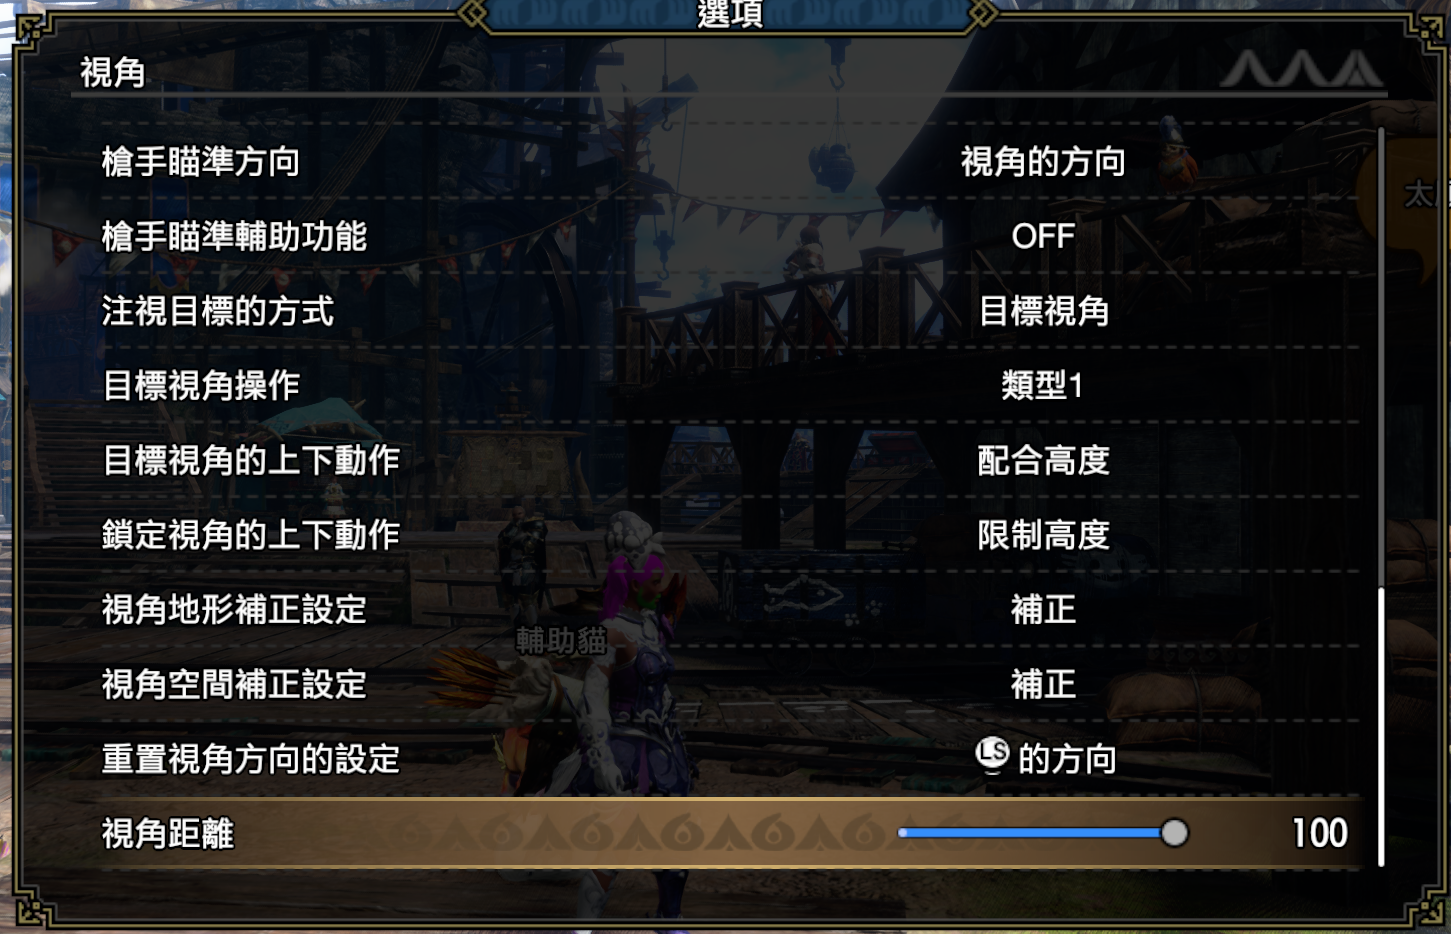 選項
視角
槍手瞄準方向 視角的方向
槍手瞄準輔助功能 OFF
注視目標的方式 目標視角
目標視角操作 類型1
目標視角的上下動作 配合高度
鎖定視角的上下動作 限制高度
視角地形補正設定 補正
輔助貓
視角空間補正設定 補正
重置視角方向的設定 LS 的方向
視角距離 100